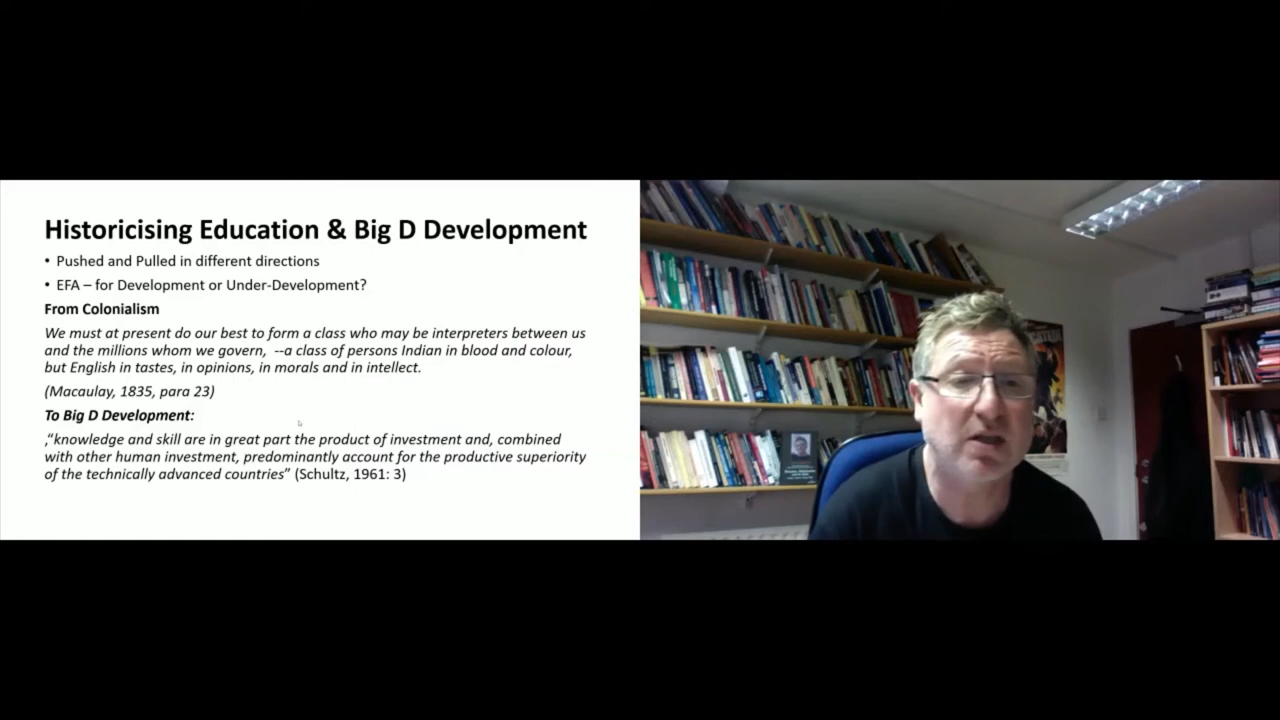 Historicising Education & Big D Development
• Pushed and Pulled in different directions
• EFA – for Development or Under-Development?
From Colonialism
We must at present do our best to form a class who may be interpreters between us
and the millions whom we govern,  --a class of persons Indian in blood and colour,
but English in tastes, in opinions, in morals and in intellect.
(Macaulay, 1835, para 23)
To Big D Development:
,“knowledge and skill are in great part the product of investment and, combined
with other human investment, predominantly account for the productive superiority
of the technically advanced countries” (Schultz, 1961: 3)